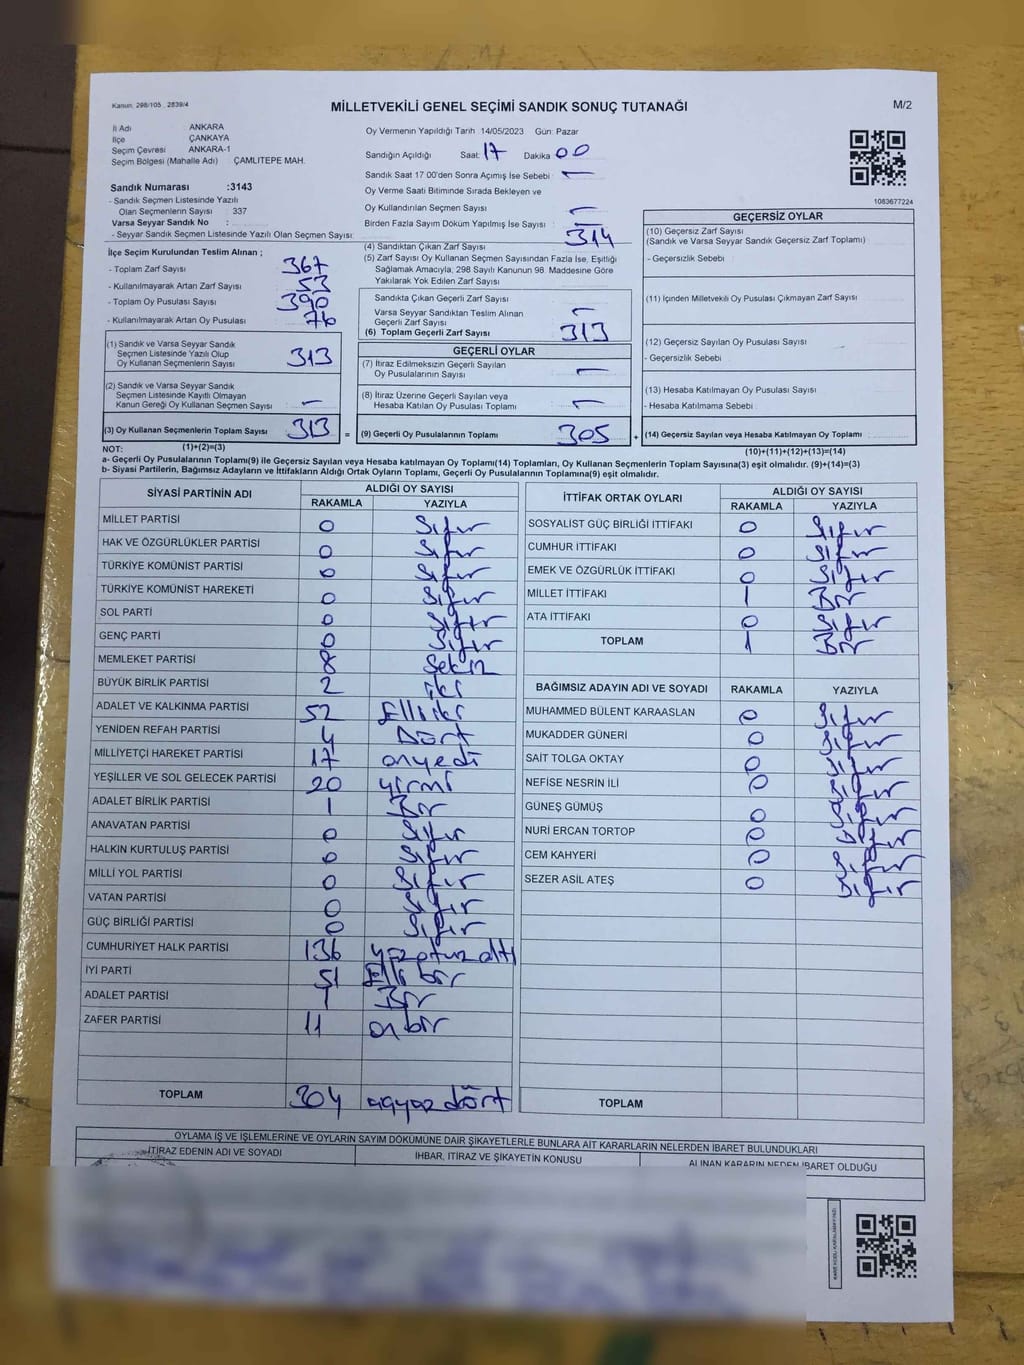 Kanun. 298/105 , 2839/4
MİLLETVEKİLİ GENEL SEÇİMİ SANDIK SONUÇ TUTANAĞI
M/2
İl Adı ANKARA
İlçe ÇANKAYA
Seçim Çevresi ANKARA-1
Seçim Bölgesi (Mahalle Adı) ÇAMLITEPE MAH.
Sandık Numarası :3143
- Sandık Seçmen Listesinde Yazılı
Olan Seçmenlerin Sayısı : 337
Varsa Seyyar Sandık No :
- Seyyar Sandık Seçmen Listesinde Yazılı Olan Seçmen Sayısı:
Oy Vermenin Yapıldığı Tarih 14/05/2023 Gün: Pazar
Sandığın Açıldığı Saat: 17 Dakika 00
Sandık Saat 17 00'den Sonra Açımış İse Sebebi : —
Oy Verme Saati Bitiminde Sırada Bekleyen ve
Oy Kullandırılan Seçmen Sayısı —
Birden Fazla Sayım Döküm Yapılmış İse Sayısı : —
1083677224
İlçe Seçim Kurulundan Teslim Alınan ;
- Toplam Zarf Sayısı 367
- Kullanılmayarak Artan Zarf Sayısı 53
- Toplam Oy Pusulası Sayısı 390
- Kullanılmayarak Artan Oy Pusulası 76
(1) Sandık ve Varsa Seyyar Sandık
Seçmen Listesinde Yazılı Olup
Oy Kullanan Seçmenlerin Sayısı 313
(2) Sandık ve Varsa Seyyar Sandık
Seçmen Listesinde Kayıtlı Olmayan
Kanun Gereği Oy Kullanan Seçmen Sayısı —
(3) Oy Kullanan Seçmenlerin Toplam Sayısı 313 =
(1)+(2)=(3)
(4) Sandıktan Çıkan Zarf Sayısı 314
(5) Zarf Sayısı Oy Kullanan Seçmen Sayısından Fazla İse, Eşitliği
Sağlamak Amacıyla, 298 Sayılı Kanunun 98. Maddesine Göre
Yakılarak Yok Edilen Zarf Sayısı
Sandıkta Çıkan Geçerli Zarf Sayısı
Varsa Seyyar Sandıktan Teslim Alınan
Geçerli Zarf Sayısı —
(6) Toplam Geçerli Zarf Sayısı 313
GEÇERLİ OYLAR
(7) İtiraz Edilmeksizin Geçerli Sayılan
Oy Pusulalarının Sayısı —
(8) İtiraz Üzerine Geçerli Sayılan veya
Hesaba Katılan Oy Pusulası Toplamı —
(9) Geçerli Oy Pusulalarının Toplamı 305 +
GEÇERSİZ OYLAR
(10) Geçersiz Zarf Sayısı
(Sandık ve Varsa Seyyar Sandık Geçersiz Zarf Toplamı)
- Geçersizlik Sebebi
(11) İçinden Milletvekili Oy Pusulası Çıkmayan Zarf Sayısı
(12) Geçersiz Sayılan Oy Pusulası Sayısı
- Geçersizlik Sebebi
(13) Hesaba Katılmayan Oy Pusulası Sayısı
- Hesaba Katılmama Sebebi
(14) Geçersiz Sayılan veya Hesaba Katılmayan Oy Toplamı
(10)+(11)+(12)+(13)=(14)
NOT:
a- Geçerli Oy Pusulalarının Toplamı(9) ile Geçersiz Sayılan veya Hesaba katılmayan Oy Toplamı(14) Toplamları, Oy Kullanan Seçmenlerin Toplam Sayısına(3) eşit olmalıdır. (9)+(14)=(3)
b- Siyasi Partilerin, Bağımsız Adayların ve İttifakların Aldığı Ortak Oyların Toplamı, Geçerli Oy Pusulalarının Toplamına(9) eşit olmalıdır.
SİYASİ PARTİNİN ADI ALDIĞI OY SAYISI
RAKAMLA YAZIYLA
MİLLET PARTİSİ 0 Sıfır
HAK VE ÖZGÜRLÜKLER PARTİSİ 0 Sıfır
TÜRKİYE KOMÜNİST PARTİSİ 0 Sıfır
TÜRKİYE KOMÜNİST HAREKETİ 0 Sıfır
SOL PARTİ 0 Sıfır
GENÇ PARTİ 0 Sıfır
MEMLEKET PARTİSİ 8 Sekiz
BÜYÜK BİRLİK PARTİSİ 2 iki
ADALET VE KALKINMA PARTİSİ 52 Elli iki
YENİDEN REFAH PARTİSİ 4 Dört
MİLLİYETÇİ HAREKET PARTİSİ 17 onyedi
YEŞİLLER VE SOL GELECEK PARTİSİ 20 yirmi
ADALET BİRLİK PARTİSİ 1 Bir
ANAVATAN PARTİSİ 0 Sıfır
HALKIN KURTULUŞ PARTİSİ 0 Sıfır
MİLLİ YOL PARTİSİ 0 Sıfır
VATAN PARTİSİ 0 Sıfır
GÜÇ BİRLİĞİ PARTİSİ 0 Sıfır
CUMHURİYET HALK PARTİSİ 136 yüzotuz altı
İYİ PARTİ 51 Elli bir
ADALET PARTİSİ 1 Bir
ZAFER PARTİSİ 11 on bir
TOPLAM 304 üçyüz dört
İTTİFAK ORTAK OYLARI ALDIĞI OY SAYISI
RAKAMLA YAZIYLA
SOSYALİST GÜÇ BİRLİĞİ İTTİFAKI 0 Sıfır
CUMHUR İTTİFAKI 0 Sıfır
EMEK VE ÖZGÜRLÜK İTTİFAKI 0 Sıfır
MİLLET İTTİFAKI 1 Bir
ATA İTTİFAKI 0 Sıfır
TOPLAM 1 Bir
BAĞIMSIZ ADAYIN ADI VE SOYADI RAKAMLA YAZIYLA
MUHAMMED BÜLENT KARAASLAN 0 Sıfır
MUKADDER GÜNERİ 0 Sıfır
SAİT TOLGA OKTAY 0 Sıfır
NEFİSE NESRİN İLİ 0 Sıfır
GÜNEŞ GÜMÜŞ 0 Sıfır
NURİ ERCAN TORTOP 0 Sıfır
CEM KAHYERİ 0 Sıfır
SEZER ASİL ATEŞ 0 Sıfır
TOPLAM
OYLAMA İŞ VE İŞLEMLERİNE VE OYLARIN SAYIM DÖKÜMÜNE DAİR ŞİKAYETLERLE BUNLARA AİT KARARLARIN NELERDEN İBARET BULUNDUKLARI
İTİRAZ EDENİN ADI VE SOYADI İHBAR, İTİRAZ VE ŞİKAYETİN KONUSU ALINAN KARARIN NEDEN İBARET OLDUĞU